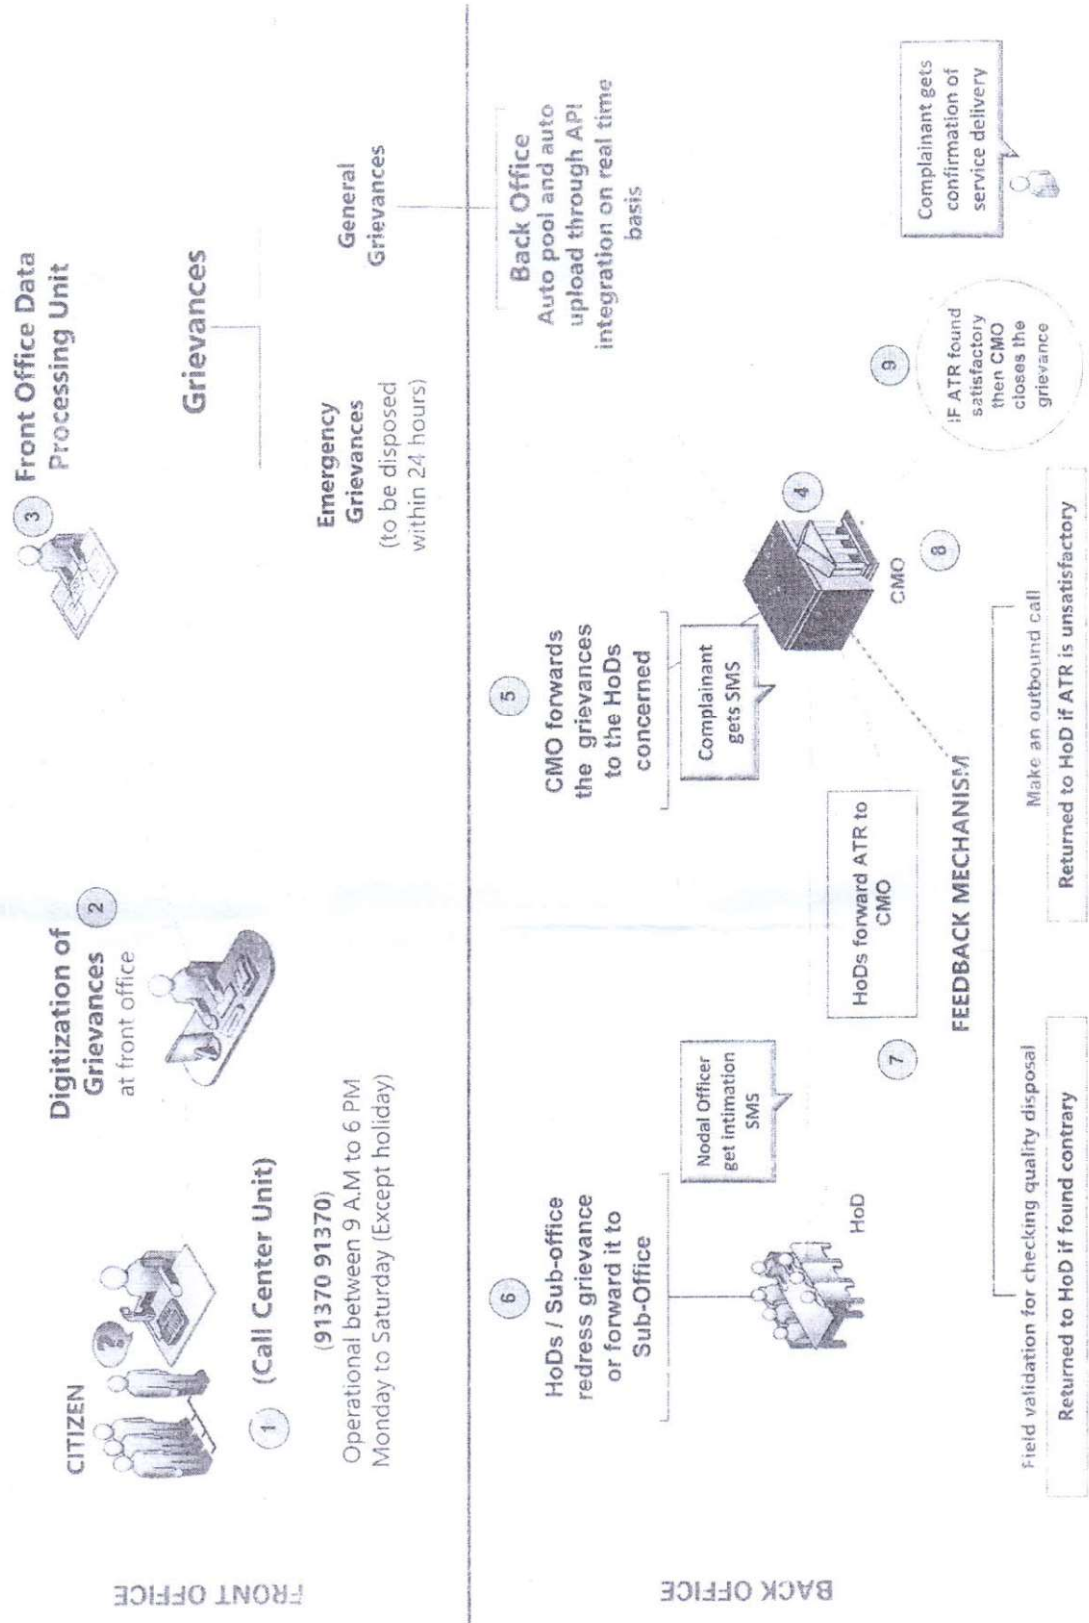 FRONT OFFICE
CITIZEN
?
1
(Call Center Unit)
(91370 91370)
Operational between 9 A.M to 6 PM
Monday to Saturday (Except holiday)
Digitization of
Grievances
at front office
2
3
Front Office Data
Processing Unit
Grievances
Emergency
Grievances
(to be disposed
within 24 hours)
General
Grievances
BACK OFFICE
Back Office
Auto pool and auto
upload through API
integration on real time
basis
4
CMO
5
CMO forwards
the grievances
to the HoDs
concerned
Complainant
gets SMS
6
HoDs / Sub-office
redress grievance
or forward it to
Sub-Office
Nodal Officer
get intimation
SMS
HoD
7
HoDs forward ATR to
CMO
8
FEEDBACK MECHANISM
Field validation for checking quality disposal
Returned to HoD if found contrary
Make an outbound call
Returned to HoD if ATR is unsatisfactory
9
IF ATR found
satisfactory
then CMO
closes the
grievance
Complainant gets
confirmation of
service delivery